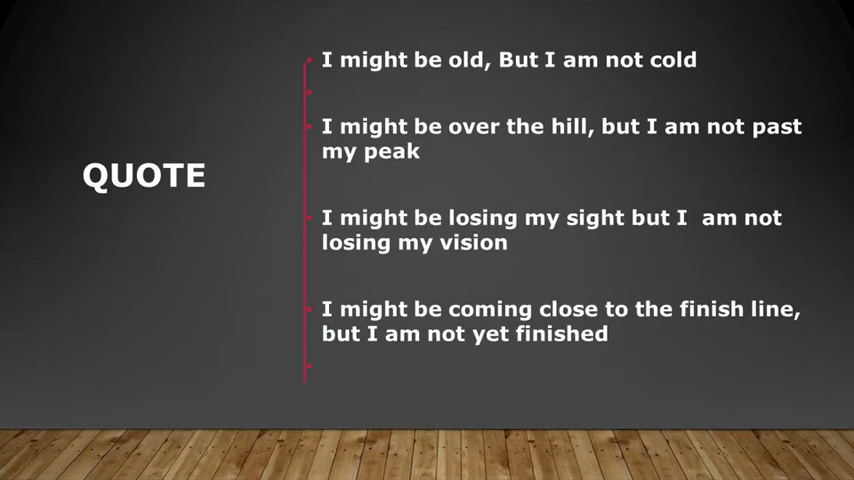 QUOTE
I might be old, But I am not cold
I might be over the hill, but I am not past
my peak
I might be losing my sight but I  am not
losing my vision
I might be coming close to the finish line,
but I am not yet finished